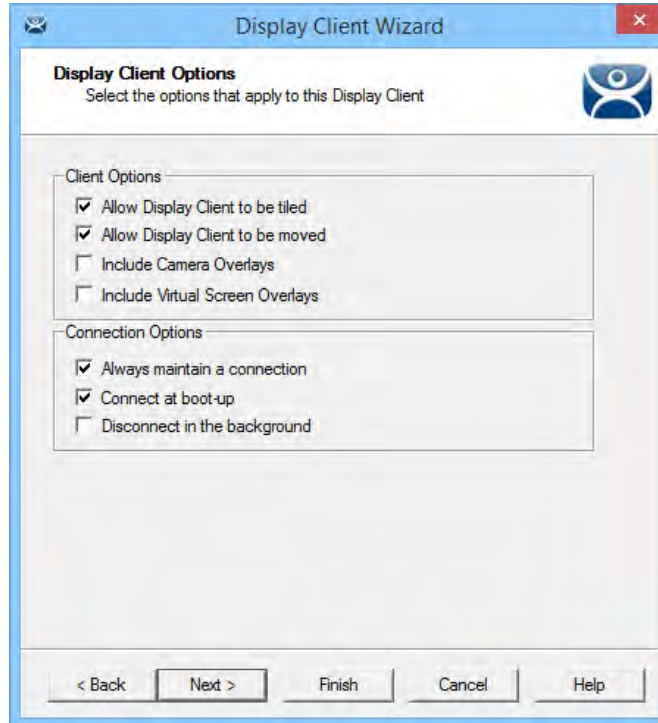 Display Client Wizard
Display Client Options
Select the options that apply to this Display Client
Client Options
Allow Display Client to be tiled
Allow Display Client to be moved
Include Camera Overlays
Include Virtual Screen Overlays
Connection Options
Always maintain a connection
Connect at boot-up
Disconnect in the background
< Back Next > Finish Cancel Help